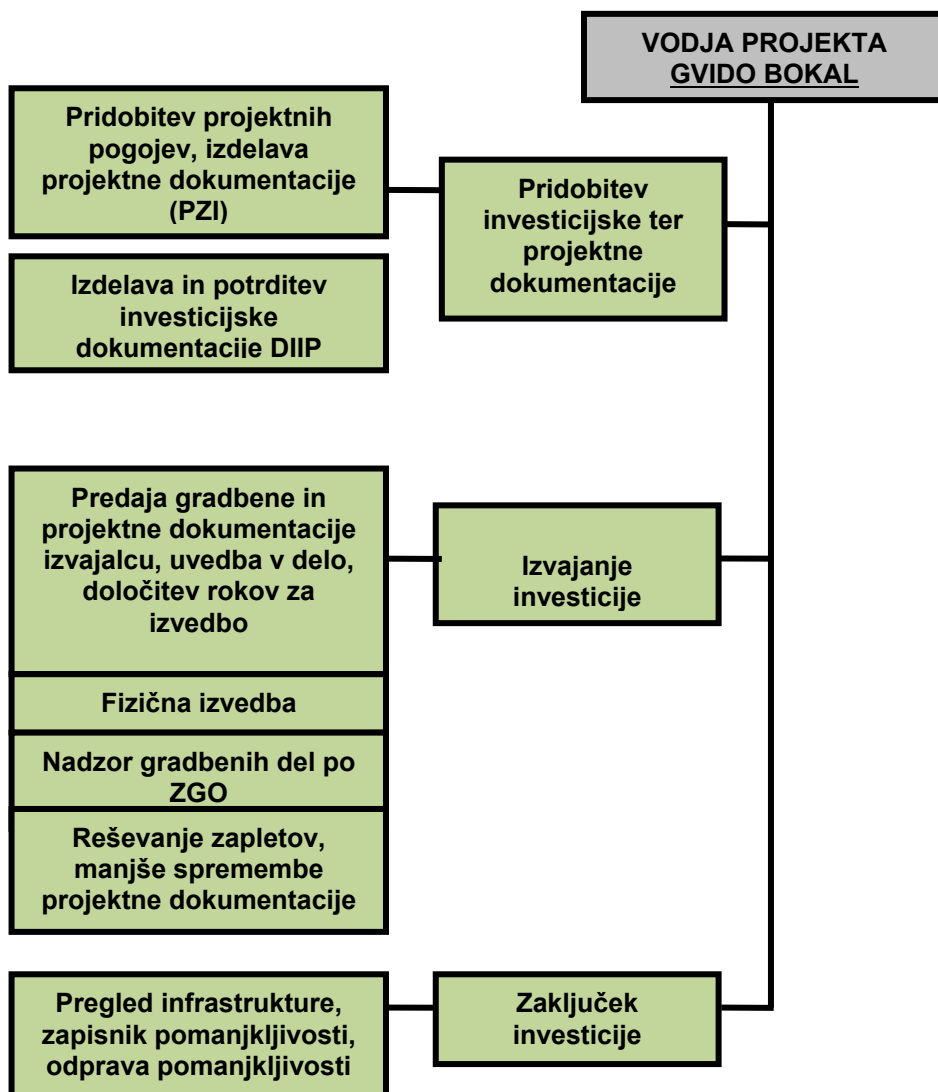 VODJA PROJEKTA
GVIDO BOKAL
Pridobitev projektnih
pogojev, izdelava
projektne dokumentacije
(PZI)
Pridobitev
investicijske ter
projektne
dokumentacije
Izdelava in potrditev
investicijske
dokumentacije DIIP
Predaja gradbene in
projektne dokumentacije
izvajalcu, uvedba v delo,
določitev rokov za
izvedbo
Izvajanje
investicije
Fizična izvedba
Nadzor gradbenih del po
ZGO
Reševanje zapletov,
manjše spremembe
projektne dokumentacije
Pregled infrastrukture,
zapisnik pomanjkljivosti,
odprava pomanjkljivosti
Zaključek
investicije